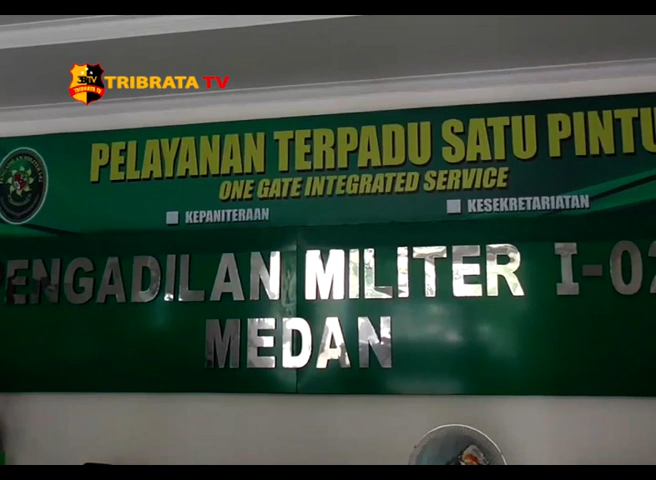 TRIBRATA TV
PELAYANAN TERPADU SATU PINTU
ONE GATE INTEGRATED SERVICE
KEPANITERAAN
KESEKRETARIATAN
PENGADILAN MILITER I-02
MEDAN